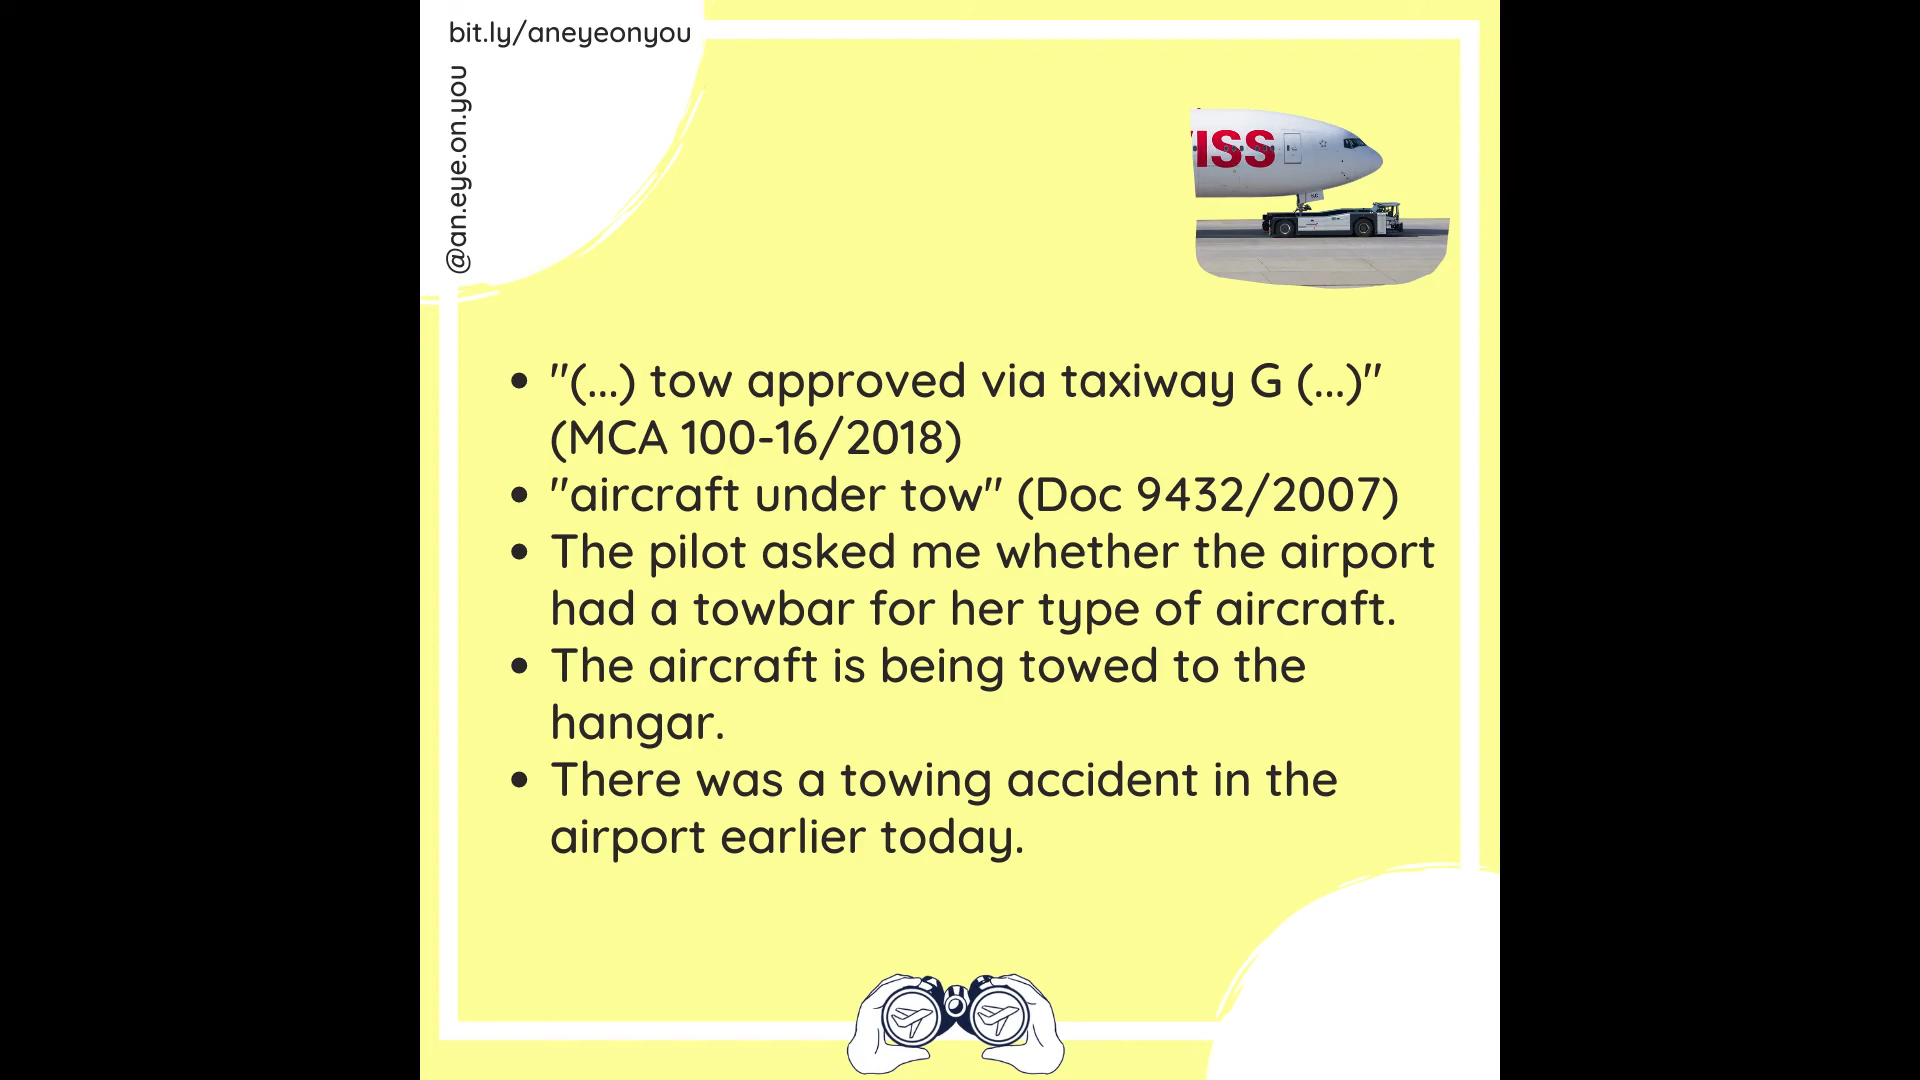 bit.ly/aneyeonyou
@an.eye.on.you
ISS
• "(...) tow approved via taxiway G (...)"
(MCA 100-16/2018)
• "aircraft under tow" (Doc 9432/2007)
• The pilot asked me whether the airport
had a towbar for her type of aircraft.
• The aircraft is being towed to the
hangar.
• There was a towing accident in the
airport earlier today.